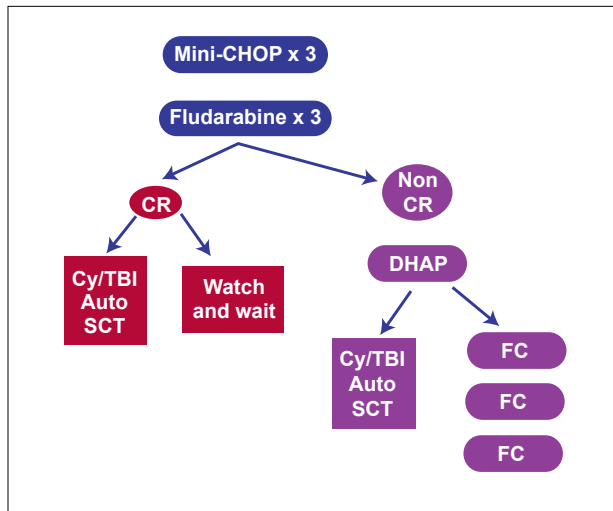 Mini-CHOP x 3
Fludarabine x 3
CR
Non
CR
Cy/TBI
Auto
SCT
Watch
and wait
DHAP
Cy/TBI
Auto
SCT
FC
FC
FC